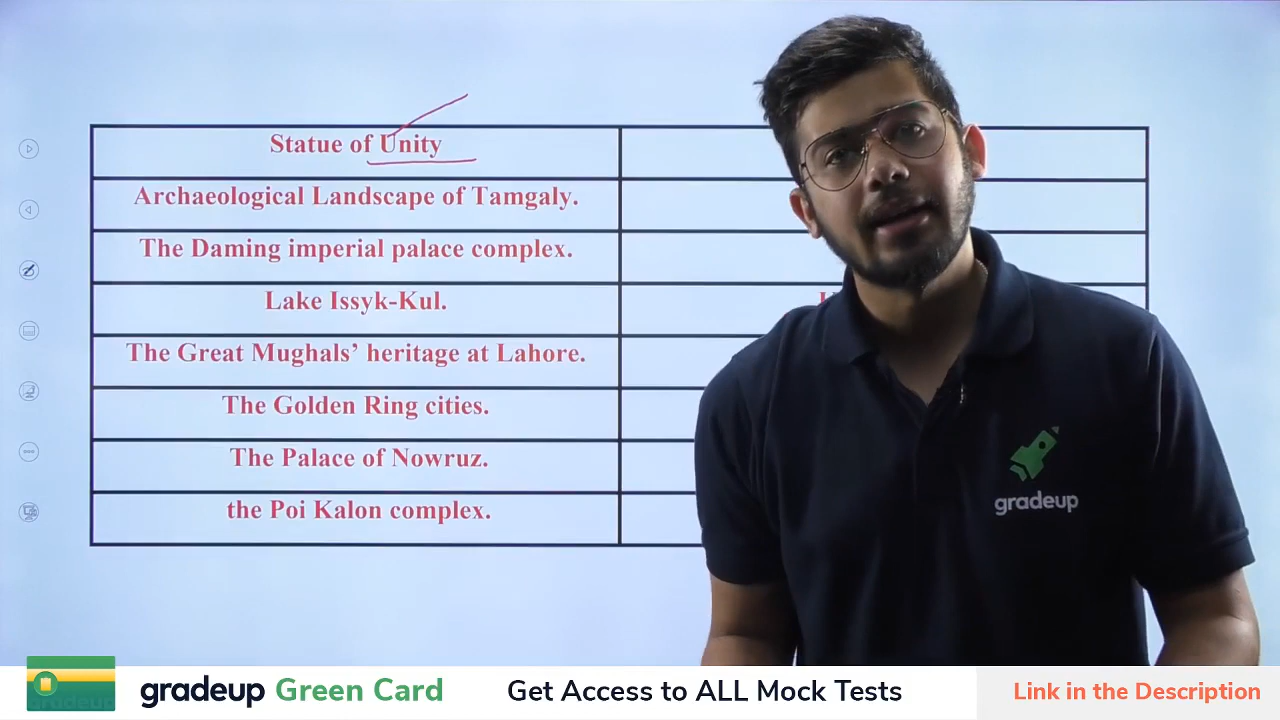 Statue of Unity
Archaeological Landscape of Tamgaly.
The Daming imperial palace complex.
Lake Issyk-Kul.
The Great Mughals’ heritage at Lahore.
The Golden Ring cities.
The Palace of Nowruz.
the Poi Kalon complex.
gradeup
gradeup Green Card
Get Access to ALL Mock Tests
Link in the Description